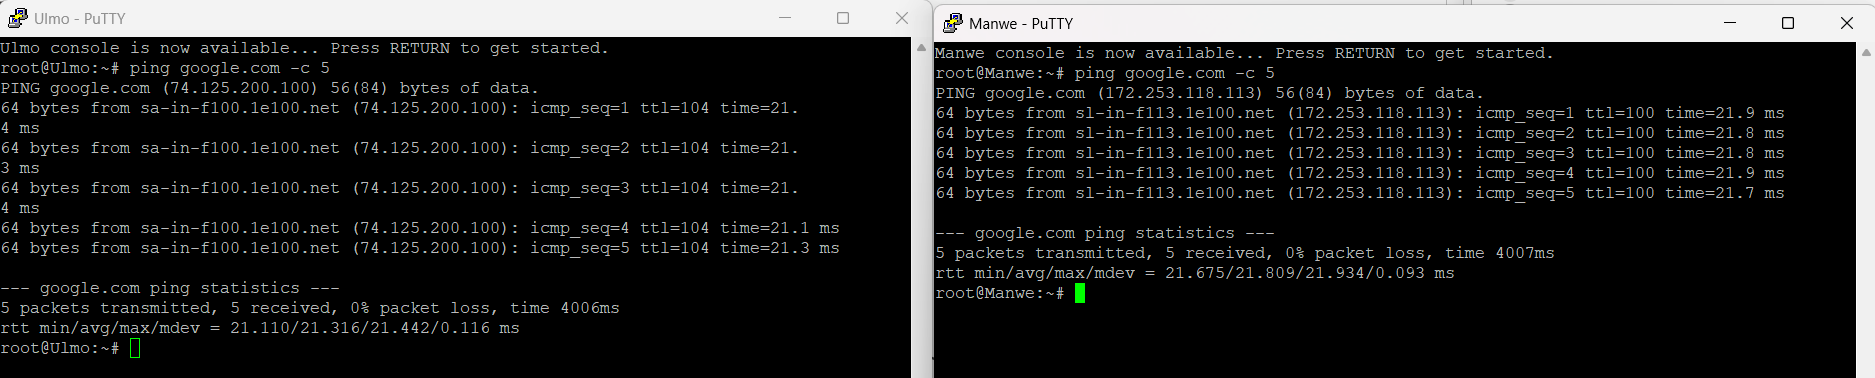 Ulmo - PuTTY
Ulmo console is now available... Press RETURN to get started.
root@Ulmo:~# ping google.com -c 5
PING google.com (74.125.200.100) 56(84) bytes of data.
64 bytes from sa-in-f100.1e100.net (74.125.200.100): icmp_seq=1 ttl=104 time=21.
4 ms
64 bytes from sa-in-f100.1e100.net (74.125.200.100): icmp_seq=2 ttl=104 time=21.
3 ms
64 bytes from sa-in-f100.1e100.net (74.125.200.100): icmp_seq=3 ttl=104 time=21.
4 ms
64 bytes from sa-in-f100.1e100.net (74.125.200.100): icmp_seq=4 ttl=104 time=21.1 ms
64 bytes from sa-in-f100.1e100.net (74.125.200.100): icmp_seq=5 ttl=104 time=21.3 ms
--- google.com ping statistics ---
5 packets transmitted, 5 received, 0% packet loss, time 4006ms
rtt min/avg/max/mdev = 21.110/21.316/21.442/0.116 ms
root@Ulmo:~#
Manwe - PuTTY
Manwe console is now available... Press RETURN to get started.
root@Manwe:~# ping google.com -c 5
PING google.com (172.253.118.113) 56(84) bytes of data.
64 bytes from sl-in-f113.1e100.net (172.253.118.113): icmp_seq=1 ttl=100 time=21.9 ms
64 bytes from sl-in-f113.1e100.net (172.253.118.113): icmp_seq=2 ttl=100 time=21.8 ms
64 bytes from sl-in-f113.1e100.net (172.253.118.113): icmp_seq=3 ttl=100 time=21.8 ms
64 bytes from sl-in-f113.1e100.net (172.253.118.113): icmp_seq=4 ttl=100 time=21.9 ms
64 bytes from sl-in-f113.1e100.net (172.253.118.113): icmp_seq=5 ttl=100 time=21.7 ms
--- google.com ping statistics ---
5 packets transmitted, 5 received, 0% packet loss, time 4007ms
rtt min/avg/max/mdev = 21.675/21.809/21.934/0.093 ms
root@Manwe:~#